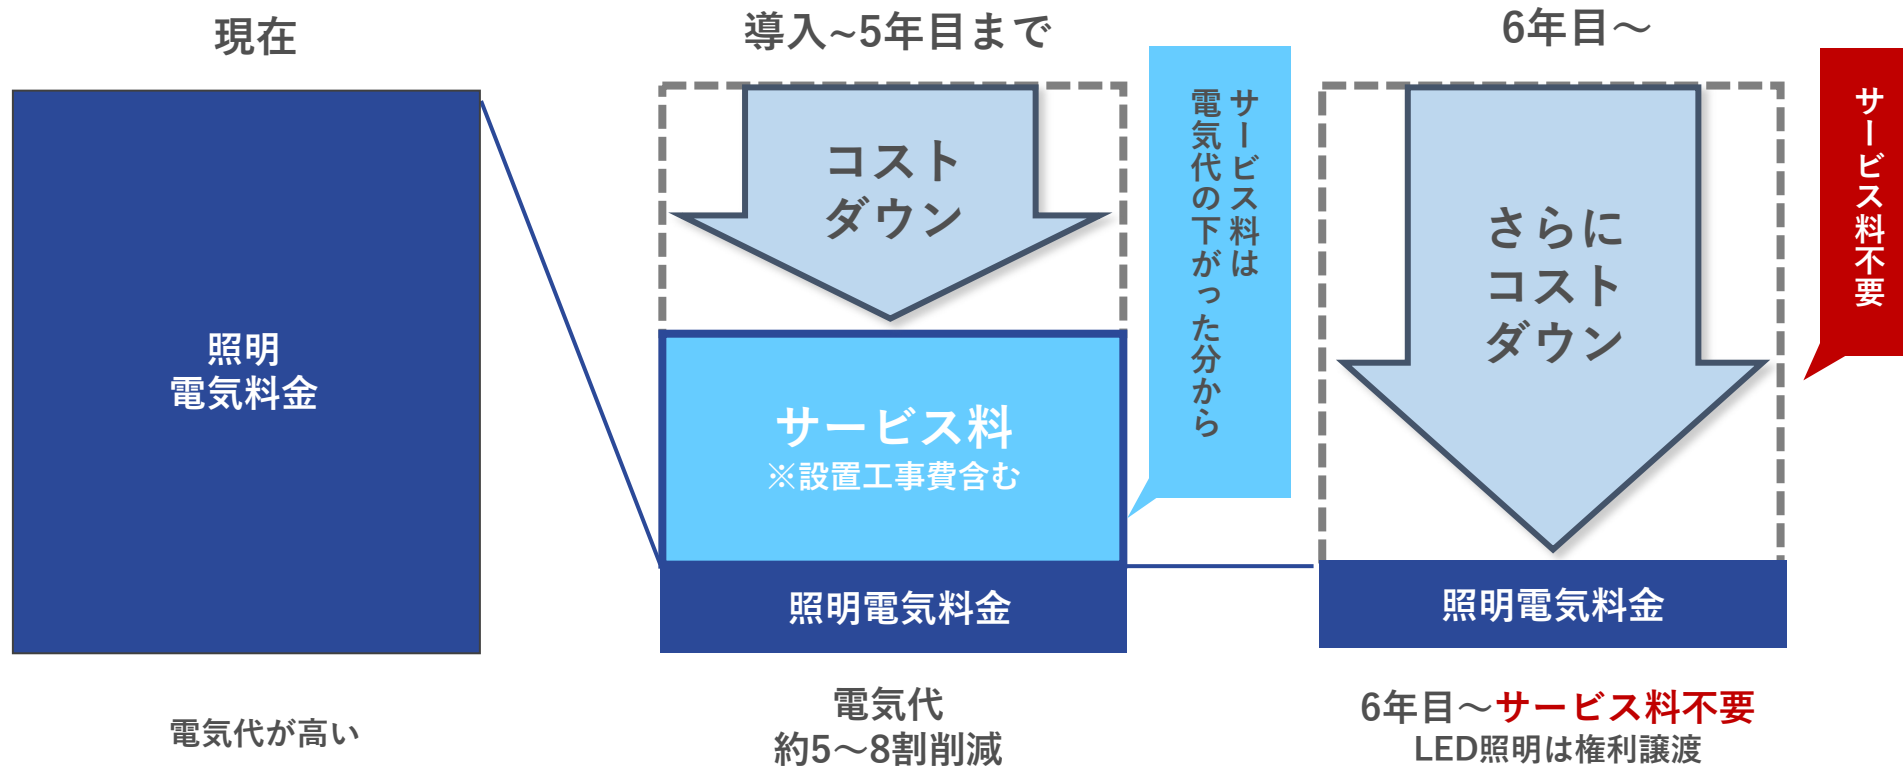 現在
照明
電気料金
電気代が高い
導入~5年目まで
コスト
ダウン
サービス料は
電気代の下がった分から
サービス料
※設置工事費含む
照明電気料金
電気代
約5～8割削減
6年目～
さらに
コスト
ダウン
サービス料不要
照明電気料金
6年目～サービス料不要
LED照明は権利譲渡